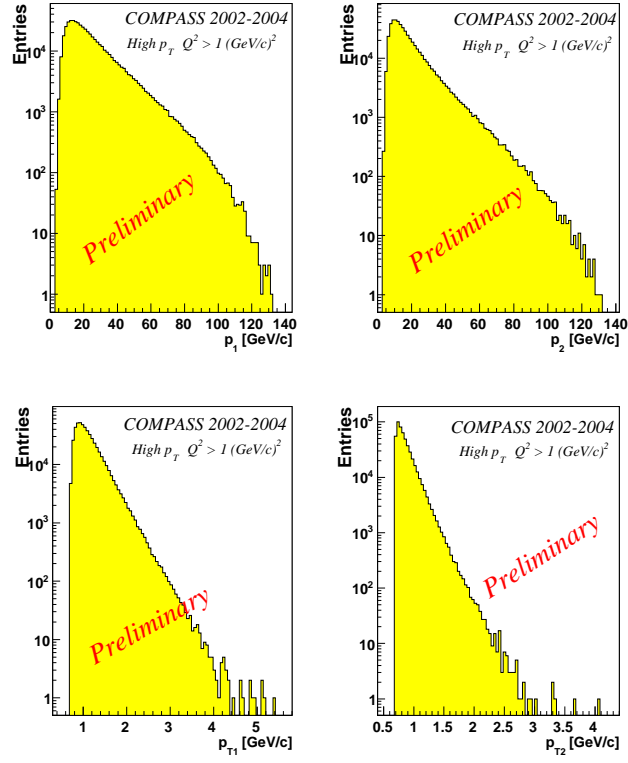 COMPASS 2002-2004
High p_T Q^2 > 1 (GeV/c)^2
Entries
10^4
10^3
10^2
10
1
Preliminary
0 20 40 60 80 100 120 140
p_1 [GeV/c]
COMPASS 2002-2004
High p_T Q^2 > 1 (GeV/c)^2
Entries
10^4
10^3
10^2
10
1
Preliminary
0 20 40 60 80 100 120 140
p_2 [GeV/c]
COMPASS 2002-2004
High p_T Q^2 > 1 (GeV/c)^2
Entries
10^4
10^3
10^2
10
1
Preliminary
1 2 3 4 5
p_T1 [GeV/c]
COMPASS 2002-2004
High p_T Q^2 > 1 (GeV/c)^2
Entries
10^5
10^4
10^3
10^2
10
1
Preliminary
0.5 1 1.5 2 2.5 3 3.5 4
p_T2 [GeV/c]